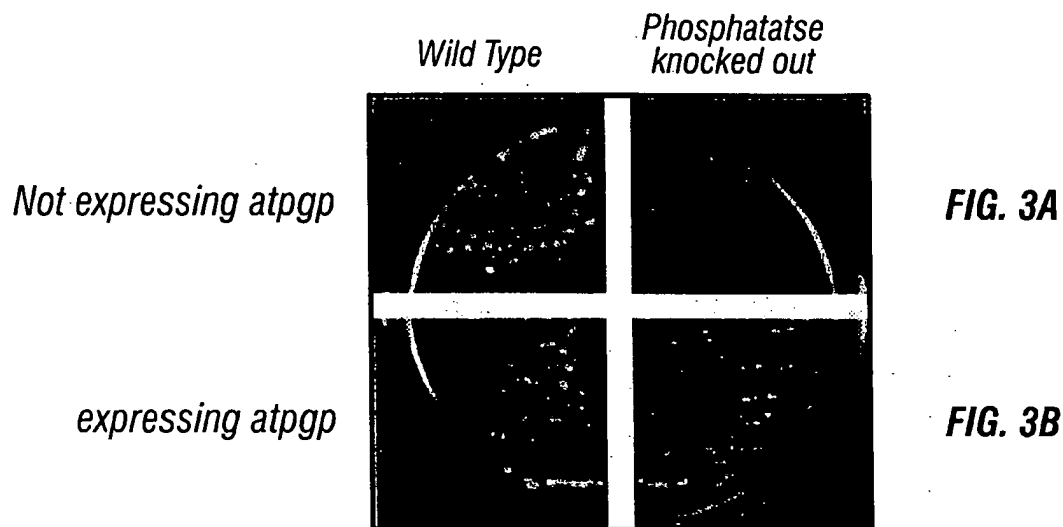 Wild Type
Phosphatatse
knocked out
Not expressing atpgp
FIG. 3A
expressing atpgp
FIG. 3B